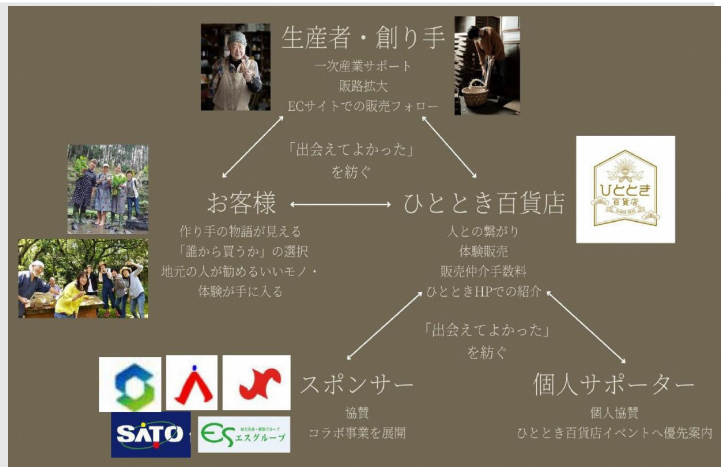 生産者・創り手
一次産業サポート
販路拡大
ECサイトでの販売フォロー
「出会えてよかった」
を紡ぐ
お客様
作り手の物語が見える
「誰から買うか」の選択
地元の人が勧めるいいモノ・
体験が手に入る
ひととき百貨店
人との繋がり
体験販売
販売仲介手数料
ひとときHPでの紹介
ひととき
百貨店
「出会えてよかった」
を紡ぐ
スポンサー
協賛
コラボ事業を展開
個人サポーター
個人協賛
ひととき百貨店イベントへ優先案内
SATO
ES
エスグループ